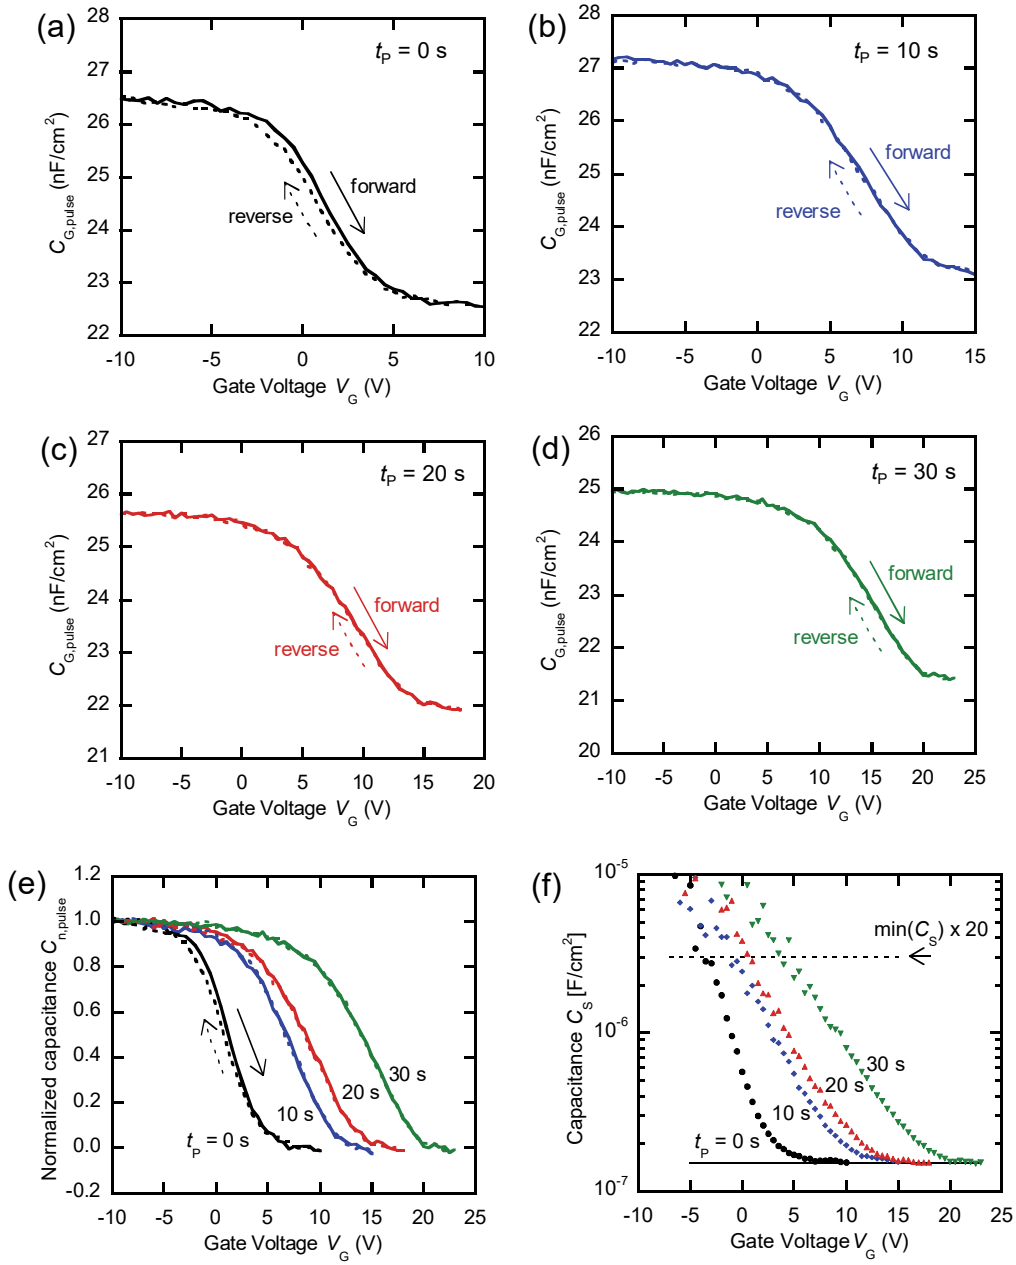 (a)
28
27
26
25
24
23
22
C_G,pulse (nF/cm²)
t_P = 0 s
forward
reverse
-10 -5 0 5 10
Gate Voltage V_G (V)
(b)
28
27
26
25
24
23
22
C_G,pulse (nF/cm²)
t_P = 10 s
forward
reverse
-10 -5 0 5 10 15
Gate Voltage V_G (V)
(c)
27
26
25
24
23
22
21
C_G,pulse (nF/cm²)
t_P = 20 s
forward
reverse
-10 -5 0 5 10 15 20
Gate Voltage V_G (V)
(d)
26
25
24
23
22
21
20
C_G,pulse (nF/cm²)
t_P = 30 s
forward
reverse
-10 -5 0 5 10 15 20 25
Gate Voltage V_G (V)
(e)
1.2
1.0
0.8
0.6
0.4
0.2
0.0
-0.2
Normalized capacitance C_n,pulse
30 s
20 s
10 s
t_P = 0 s
-10 -5 0 5 10 15 20 25
Gate Voltage V_G (V)
(f)
10⁻⁵
10⁻⁶
10⁻⁷
Capacitance C_S [F/cm²]
min(C_S) x 20
30 s
20 s
10 s
t_P = 0 s
-10 -5 0 5 10 15 20 25
Gate Voltage V_G (V)